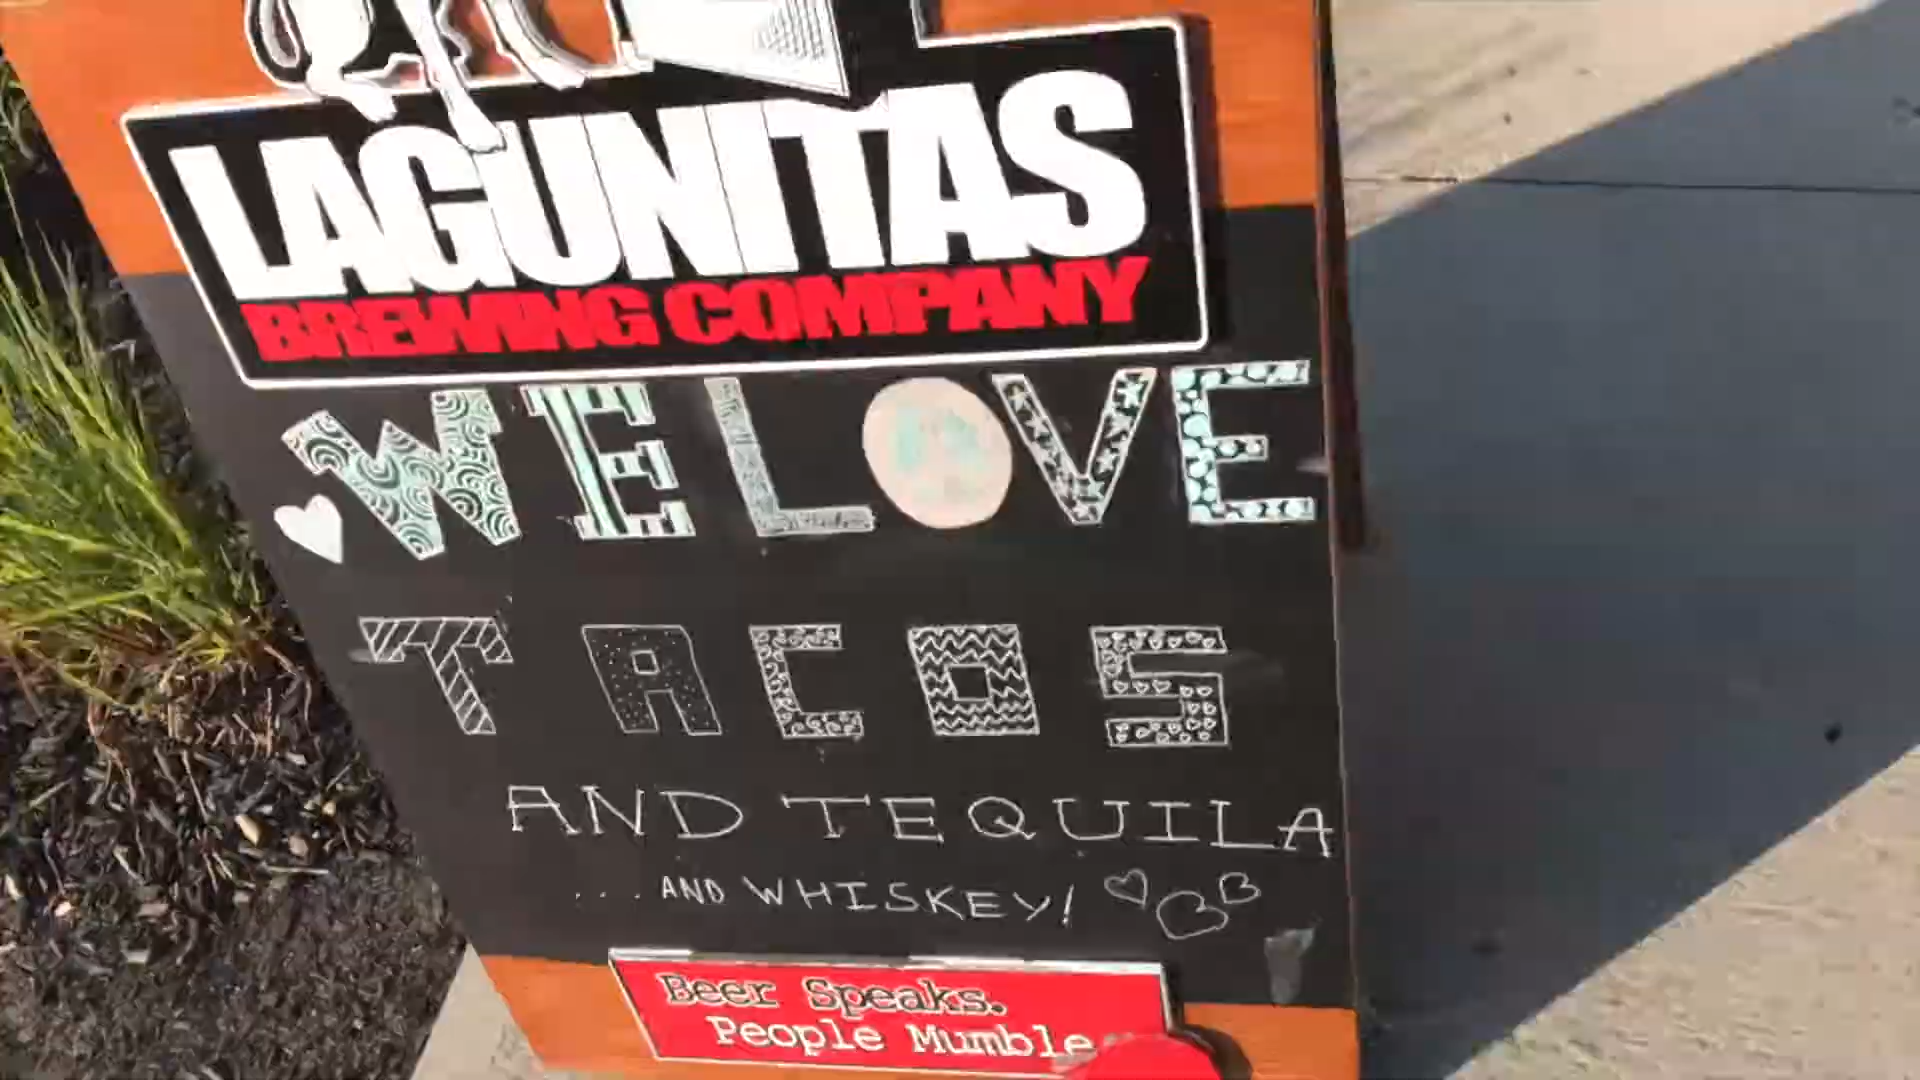 LAGUNITAS
BREWING COMPANY
WE LOVE
TACOS
AND TEQUILA
...AND WHISKEY!
Beer Speaks.
People Mumble